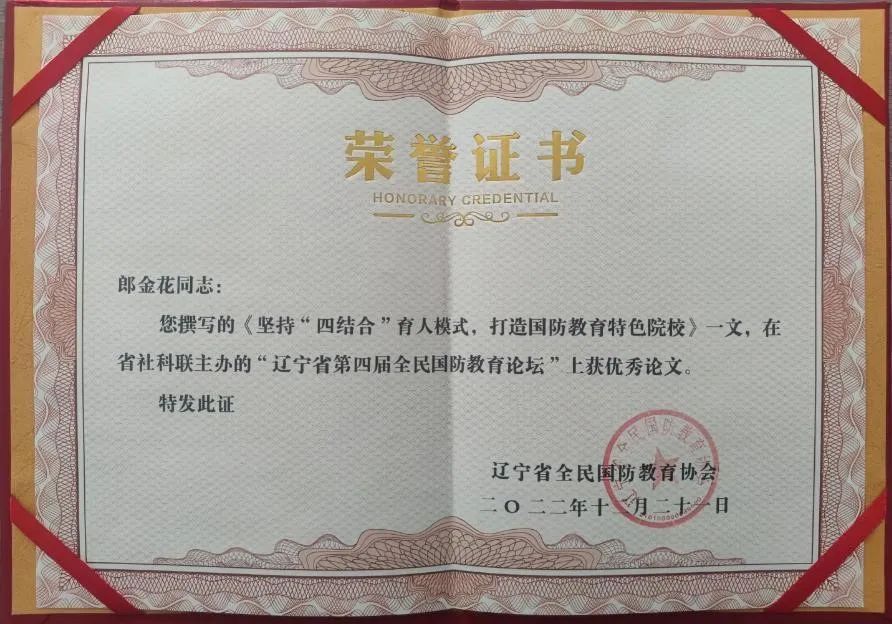 荣誉证书
HONORARY CREDENTIAL
郎金花同志：
您撰写的《坚持“四结合”育人模式，打造国防教育特色院校》一文，在
省社科联主办的“辽宁省第四届全民国防教育论坛”上获优秀论文。
特发此证
辽宁省全民国防教育协会
二〇二二年十一月二十一日